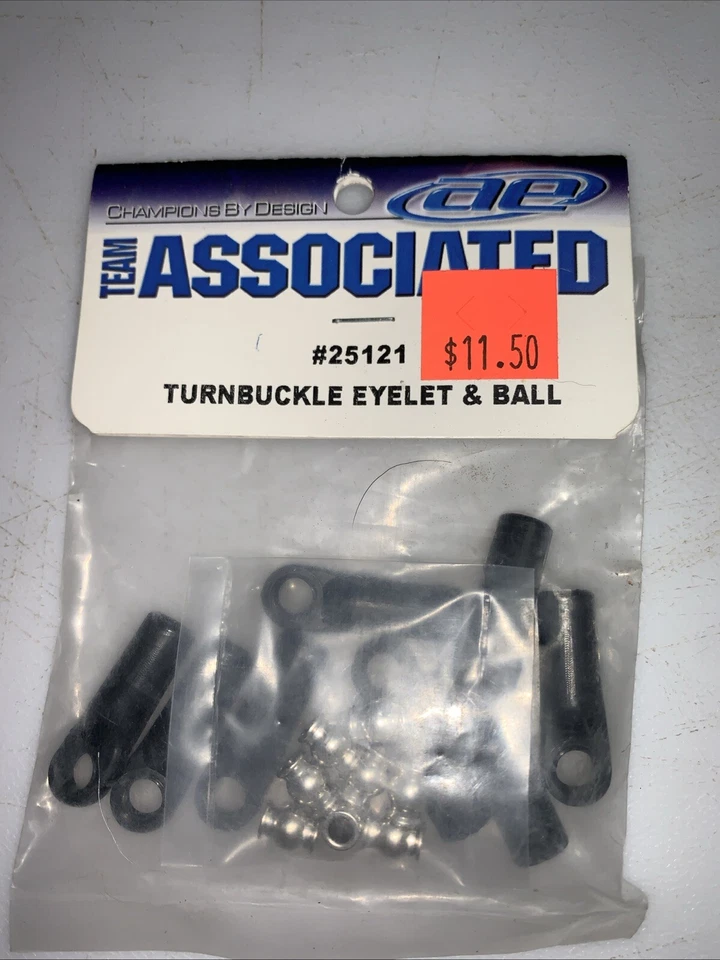 CHAMPIONS BY DESIGN
ae
TEAM ASSOCIATED
#25121
$11.50
TURNBUCKLE EYELET & BALL